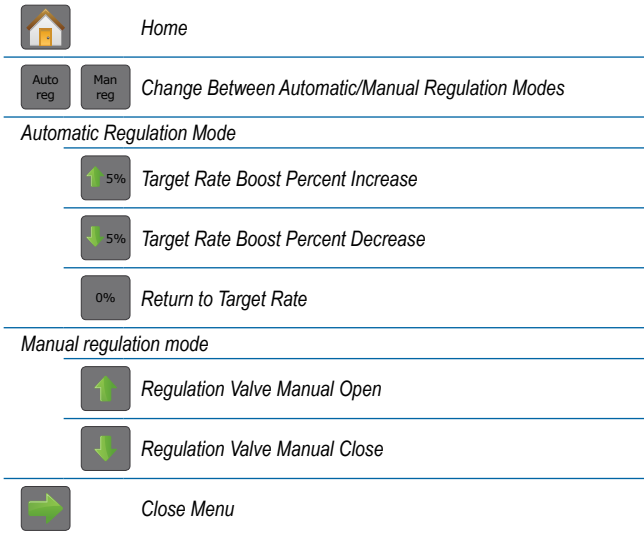 Home
Auto reg Man reg Change Between Automatic/Manual Regulation Modes
Automatic Regulation Mode
5% Target Rate Boost Percent Increase
5% Target Rate Boost Percent Decrease
0% Return to Target Rate
Manual regulation mode
Regulation Valve Manual Open
Regulation Valve Manual Close
Close Menu